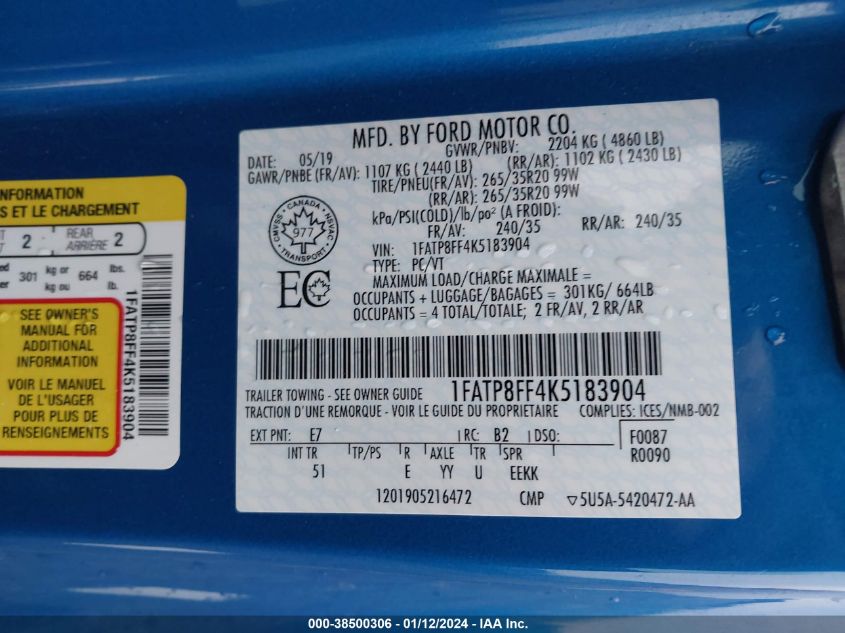 INFORMATION
S ET LE CHARGEMENT
2
REAR
ARRIÈRE
2
301
kg or
kg ou
664
lbs.
lb.
SEE OWNER'S
MANUAL FOR
ADDITIONAL
INFORMATION
VOIR LE MANUEL
DE L'USAGER
POUR PLUS DE
RENSEIGNEMENTS
1FATP8FF4K5183904
MFD. BY FORD MOTOR CO.
DATE: 05/19 GVWR/PNBV: 2204 KG ( 4860 LB)
GAWR/PNBE (FR/AV): 1107 KG ( 2440 LB) (RR/AR): 1102 KG ( 2430 LB)
TIRE/PNEU(FR/AV): 265/35R20 99W
(RR/AR): 265/35R20 99W
kPa/PSI(COLD)/lb/po² (A FROID):
FR/AV: 240/35 RR/AR: 240/35
VIN: 1FATP8FF4K5183904
TYPE: PC/VT
MAXIMUM LOAD/CHARGE MAXIMALE =
OCCUPANTS + LUGGAGE/BAGAGES = 301KG/ 664LB
OCCUPANTS = 4 TOTAL/TOTALE; 2 FR/AV, 2 RR/AR
CANADA
CMVSS
NSVAC
977
TRANSPORT
EC
TRAILER TOWING - SEE OWNER GUIDE 1FATP8FF4K5183904
TRACTION D'UNE REMORQUE - VOIR LE GUIDE DU PROPRIETAIRE COMPLIES: ICES/NMB-002
EXT PNT: E7 RC: B2 DSO: F0087
INT TR TP/PS R AXLE TR SPR R0090
51 E YY U EEKK
1201905216472 CMP ▽5U5A-5420472-AA
000-38500306 - 01/12/2024 - IAA Inc.